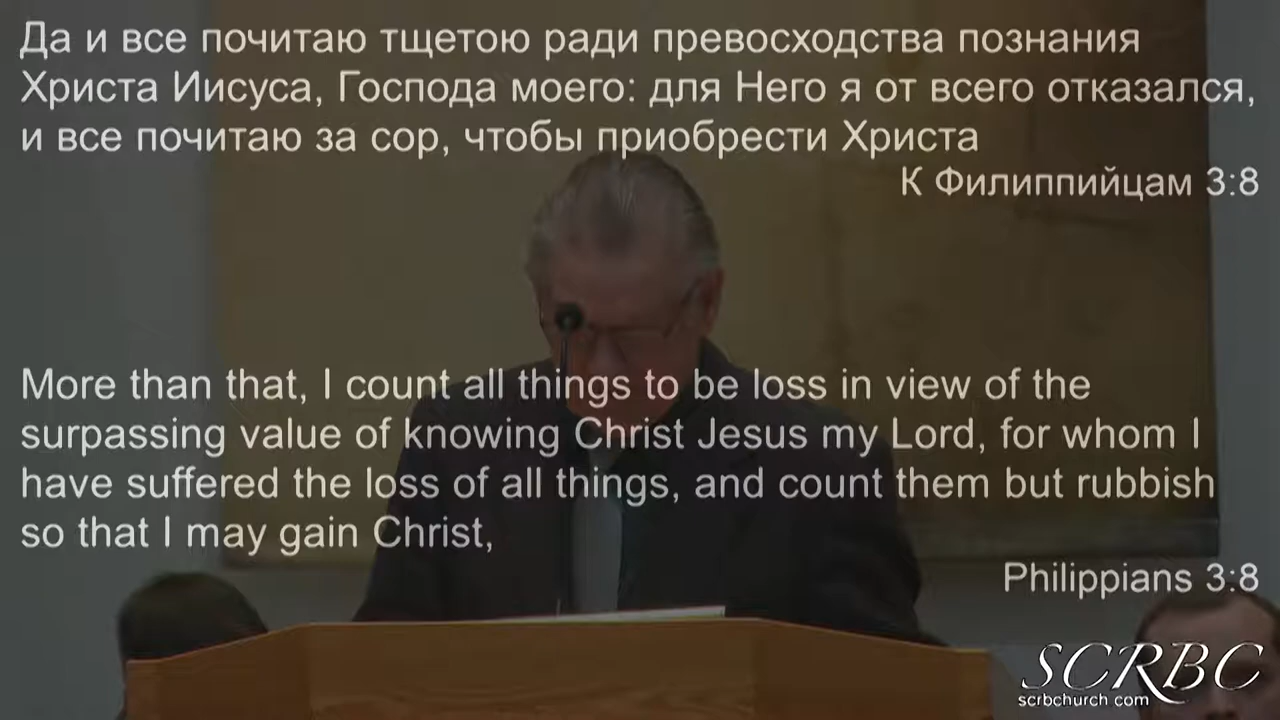 Да и все почитаю тщетою ради превосходства познания
Христа Иисуса, Господа моего: для Него я от всего отказался,
и все почитаю за сор, чтобы приобрести Христа
К Филиппийцам 3:8
More than that, I count all things to be loss in view of the
surpassing value of knowing Christ Jesus my Lord, for whom I
have suffered the loss of all things, and count them but rubbish
so that I may gain Christ,
Philippians 3:8
SCRBC
scrbchurch.com